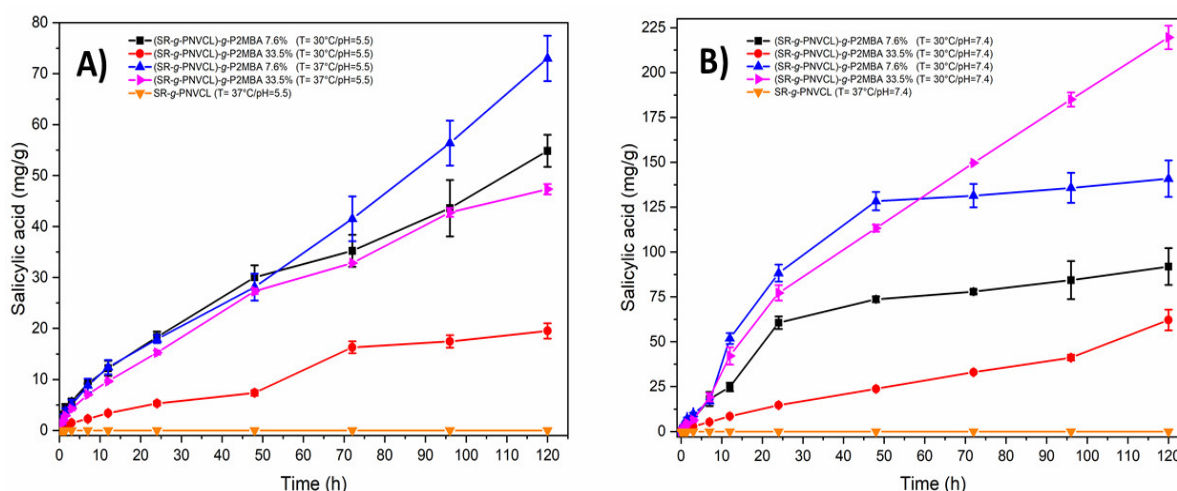 A)
(SR-g-PNVCL)-g-P2MBA 7.6% (T= 30°C/pH=5.5)
(SR-g-PNVCL)-g-P2MBA 33.5% (T= 30°C/pH=5.5)
(SR-g-PNVCL)-g-P2MBA 7.6% (T= 37°C/pH=5.5)
(SR-g-PNVCL)-g-P2MBA 33.5% (T= 37°C/pH=5.5)
SR-g-PNVCL (T= 37°C/pH=5.5)
Salicylic acid (mg/g)
80
70
60
50
40
30
20
10
0
0 10 20 30 40 50 60 70 80 90 100 110 120
Time (h)
B)
(SR-g-PNVCL)-g-P2MBA 7.6% (T= 30°C/pH=7.4)
(SR-g-PNVCL)-g-P2MBA 33.5% (T= 30°C/pH=7.4)
(SR-g-PNVCL)-g-P2MBA 7.6% (T= 30°C/pH=7.4)
(SR-g-PNVCL)-g-P2MBA 33.5% (T= 30°C/pH=7.4)
SR-g-PNVCL (T= 37°C/pH=7.4)
Salicylic acid (mg/g)
225
200
175
150
125
100
75
50
25
0
0 10 20 30 40 50 60 70 80 90 100 110 120
Time (h)